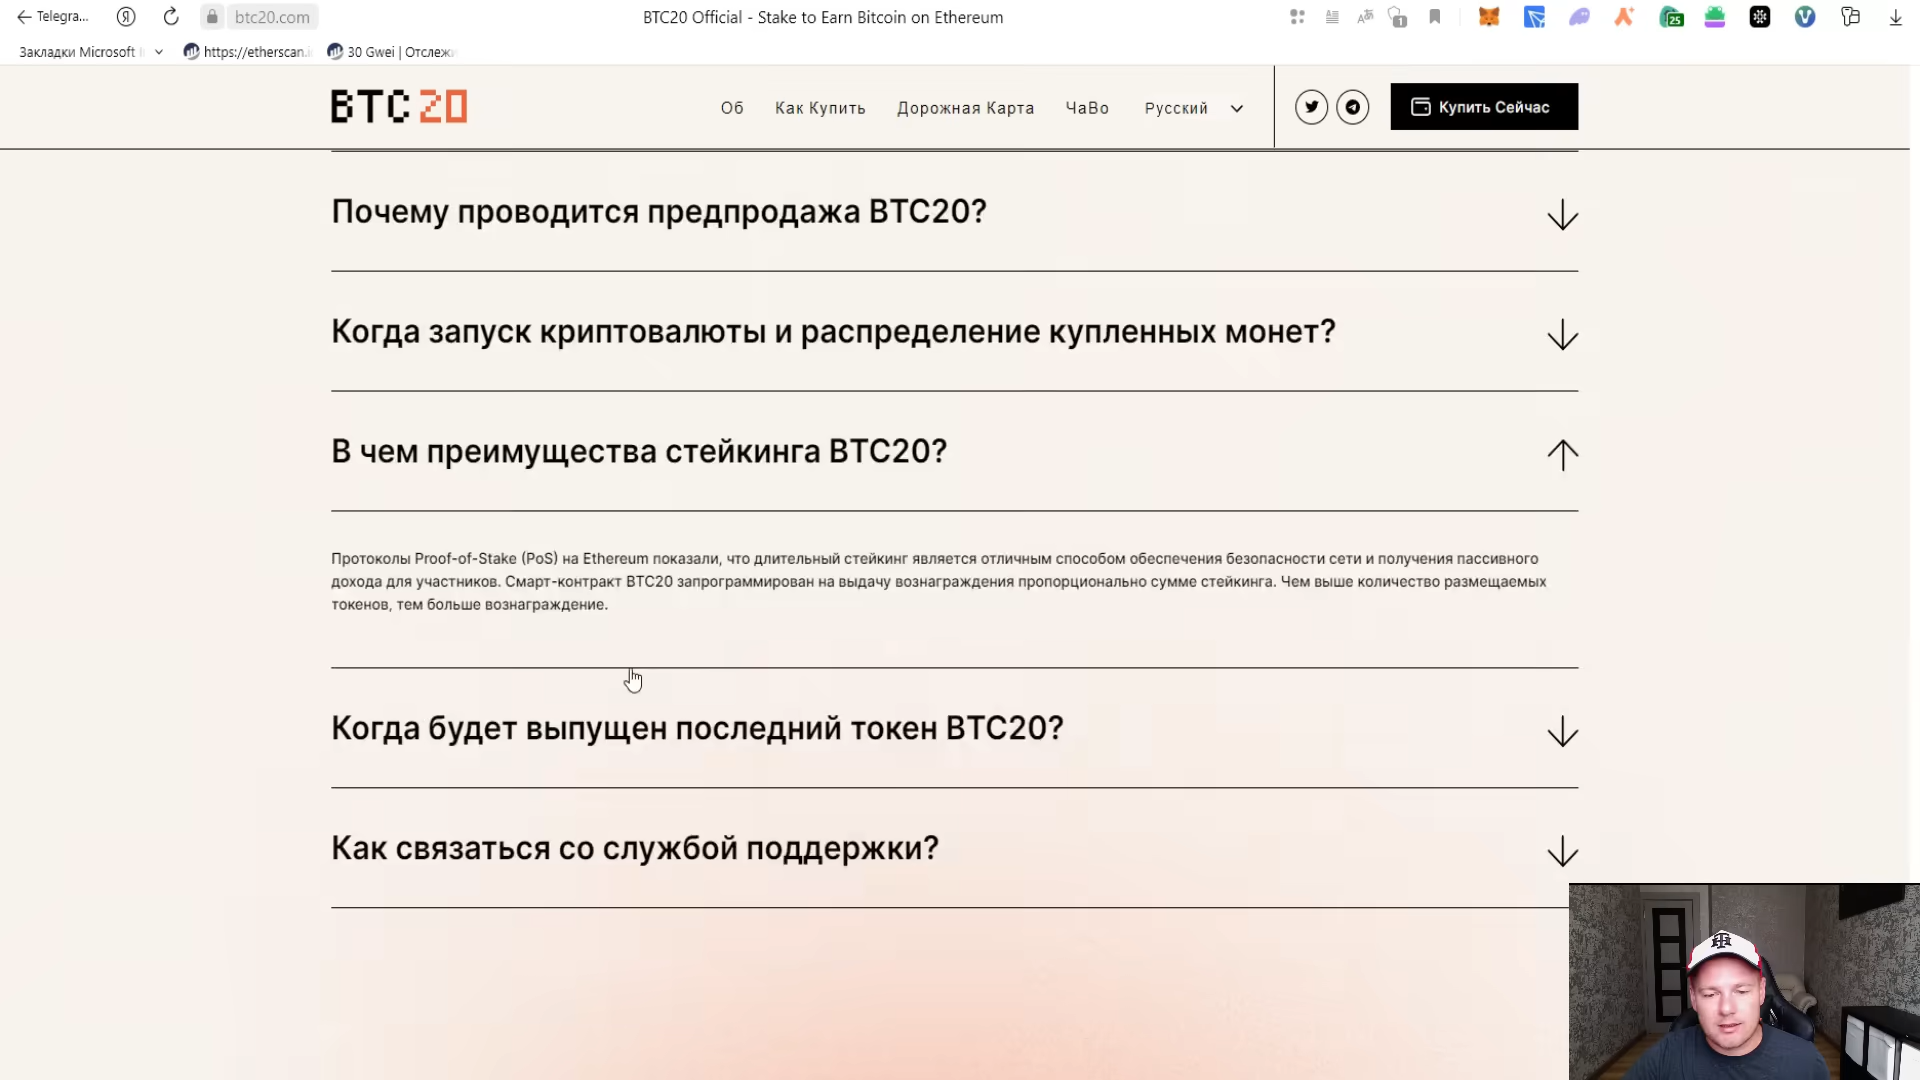 Telegra...
btc20.com
BTC20 Official - Stake to Earn Bitcoin on Ethereum
1
25
Закладки Microsoft
https://etherscan.i
30 Gwei | Отслежи
BTC20
Об
Как Купить
Дорожная Карта
ЧаВо
Русский
Купить Сейчас
Почему проводится предпродажа BTC20?
Когда запуск криптовалюты и распределение купленных монет?
В чем преимущества стейкинга BTC20?
Протоколы Proof-of-Stake (PoS) на Ethereum показали, что длительный стейкинг является отличным способом обеспечения безопасности сети и получения пассивного
дохода для участников. Смарт-контракт BTC20 запрограммирован на выдачу вознаграждения пропорционально сумме стейкинга. Чем выше количество размещаемых
токенов, тем больше вознаграждение.
Когда будет выпущен последний токен BTC20?
Как связаться со службой поддержки?